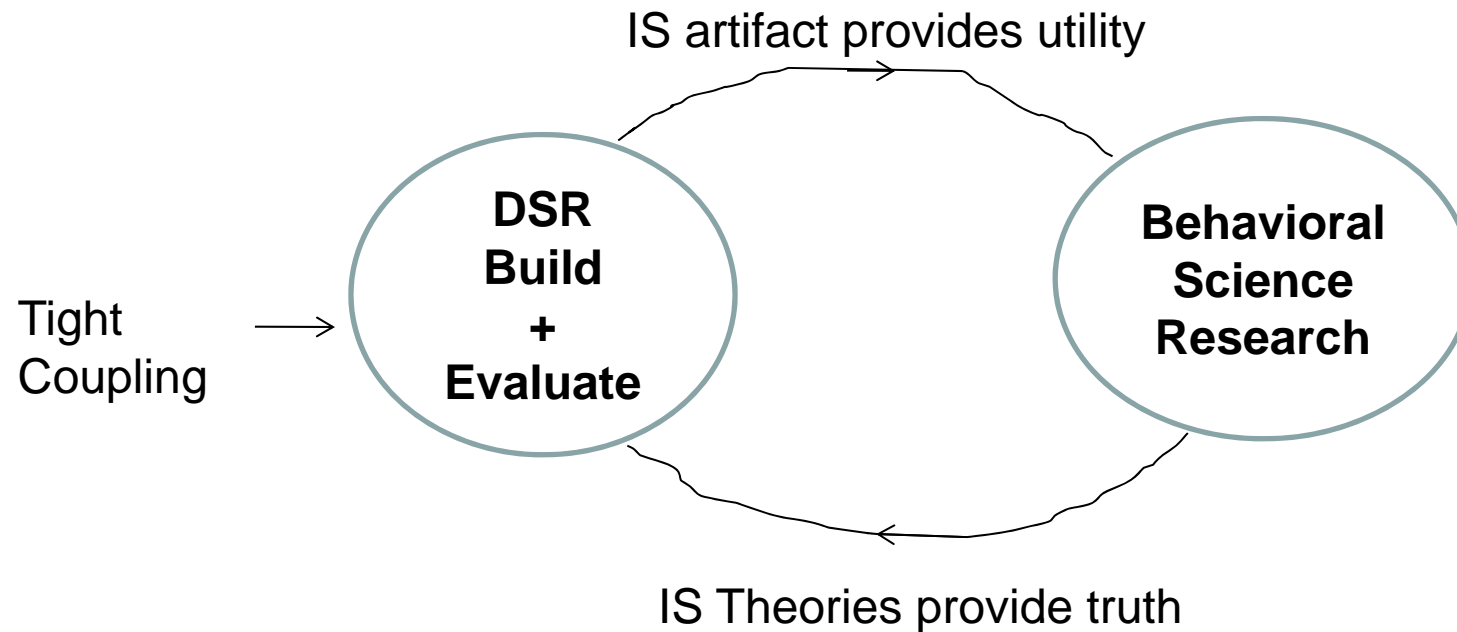 IS artifact provides utility
DSR
Build
+
Evaluate
Behavioral
Science
Research
Tight
Coupling
IS Theories provide truth